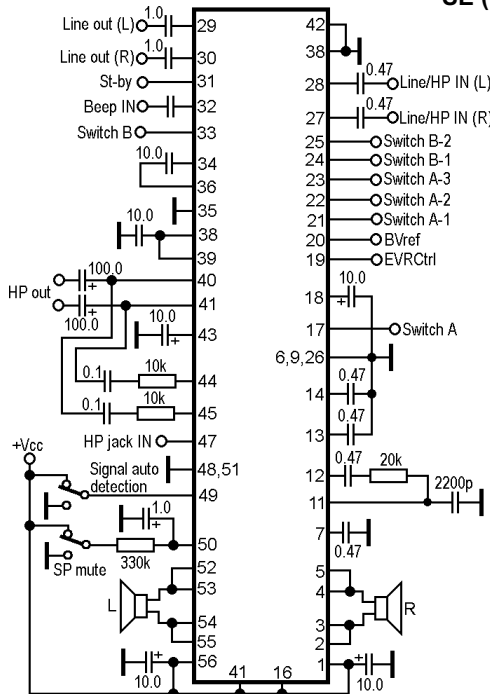 SE (
Line out (L) 1.0 29
Line out (R) 1.0 30
St-by 31
Beep IN 32
Switch B 33
10.0 34
36
35
10.0 38
39
HP out 100.0 40
100.0 41
10.0 43
0.1 10k 44
0.1 10k 45
HP jack IN 47
+Vcc
Signal auto detection 48,51
49
1.0
50
SP mute 330k
52
L 53
54
55
10.0 56
41 16
42
38
28 0.47 Line/HP IN (L)
27 0.47 Line/HP IN (R)
25 Switch B-2
24 Switch B-1
23 Switch A-3
22 Switch A-2
21 Switch A-1
20 BVref
19 EVRCtrl
18 10.0
17 Switch A
6,9,26
14 0.47
13 0.47
12 0.47 20k
11 2200p
7 0.47
5
4 R
3
2
1 10.0